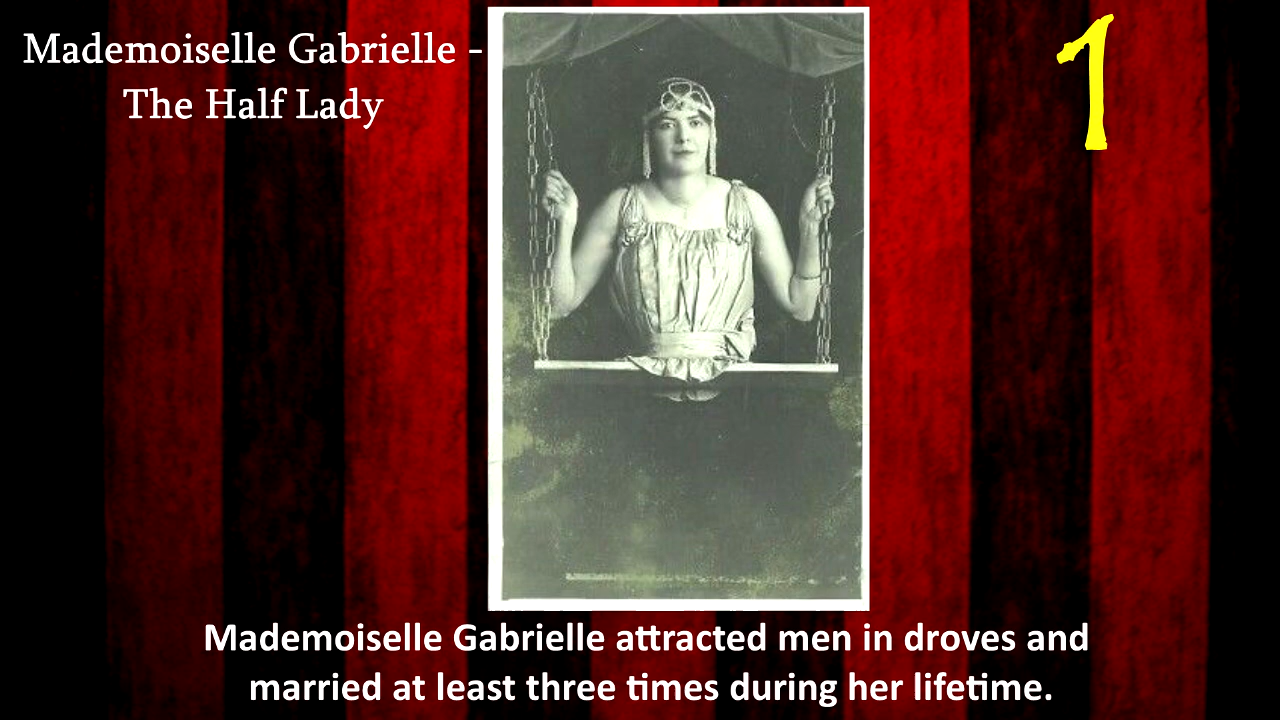 Mademoiselle Gabrielle -
The Half Lady
1
Mademoiselle Gabrielle attracted men in droves and
married at least three times during her lifetime.